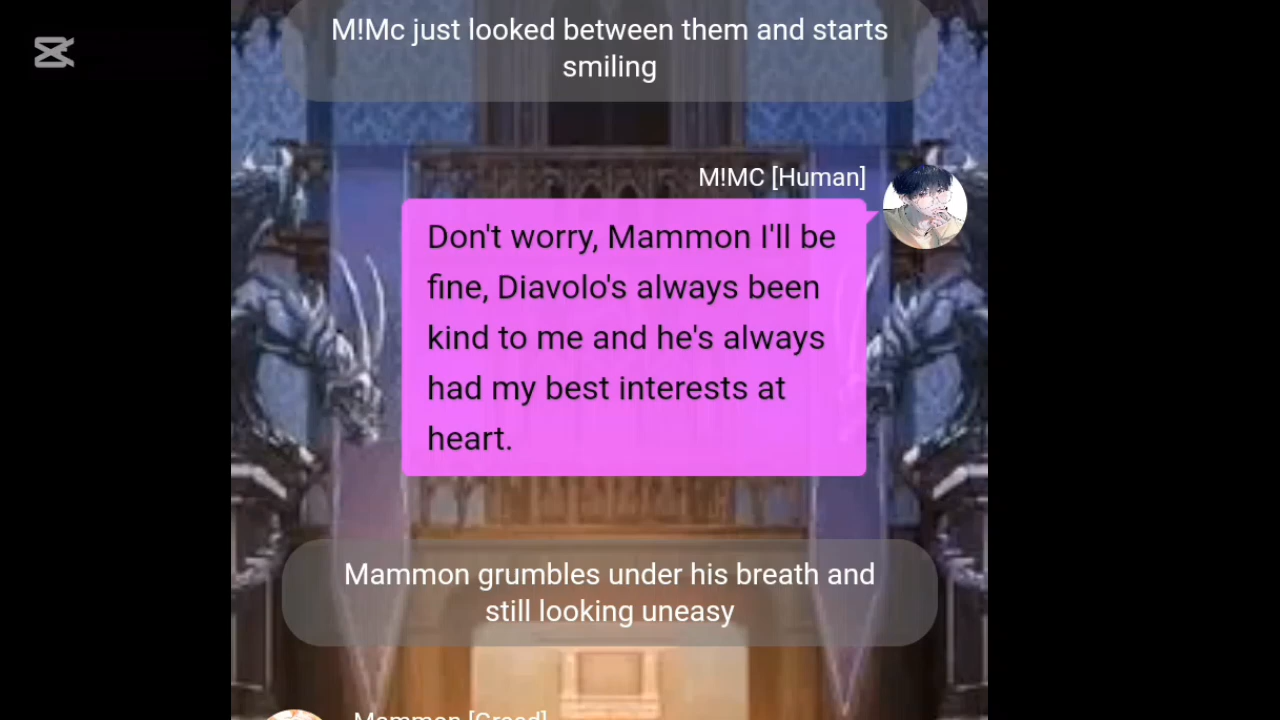 M!Mc just looked between them and starts
smiling
M!MC [Human]
Don't worry, Mammon I'll be
fine, Diavolo's always been
kind to me and he's always
had my best interests at
heart.
Mammon grumbles under his breath and
still looking uneasy
Mammon [Greed]